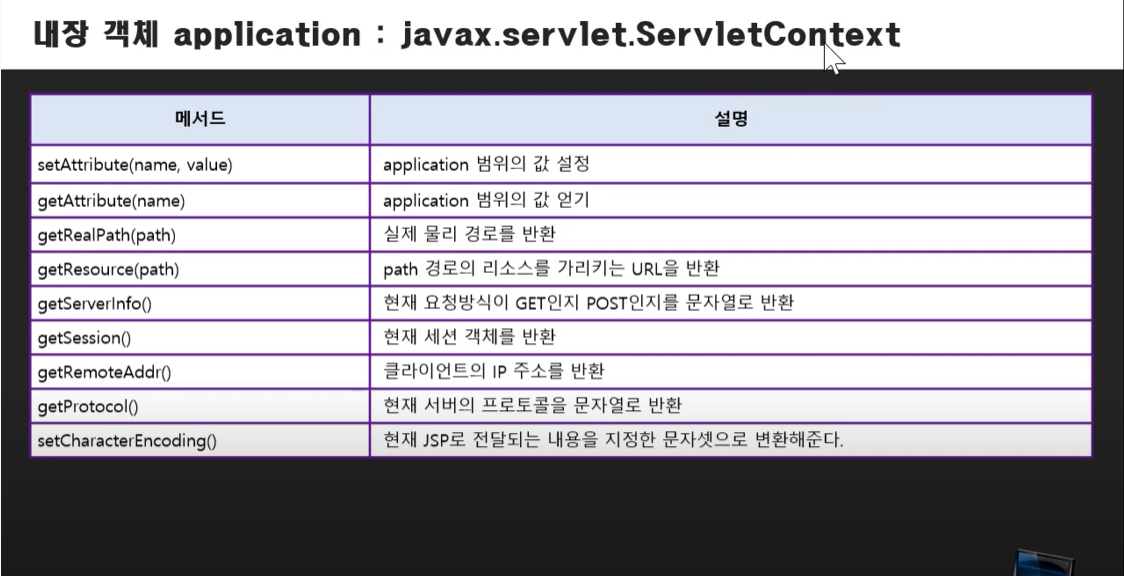 내장 객체 application : javax.servlet.ServletContext
메서드 설명
setAttribute(name, value) application 범위의 값 설정
getAttribute(name) application 범위의 값 얻기
getRealPath(path) 실제 물리 경로를 반환
getResource(path) path 경로의 리소스를 가리키는 URL을 반환
getServerInfo() 현재 요청방식이 GET인지 POST인지를 문자열로 반환
getSession() 현재 세션 객체를 반환
getRemoteAddr() 클라이언트의 IP 주소를 반환
getProtocol() 현재 서버의 프로토콜을 문자열로 반환
setCharacterEncoding() 현재 JSP로 전달되는 내용을 지정한 문자셋으로 변환해준다.